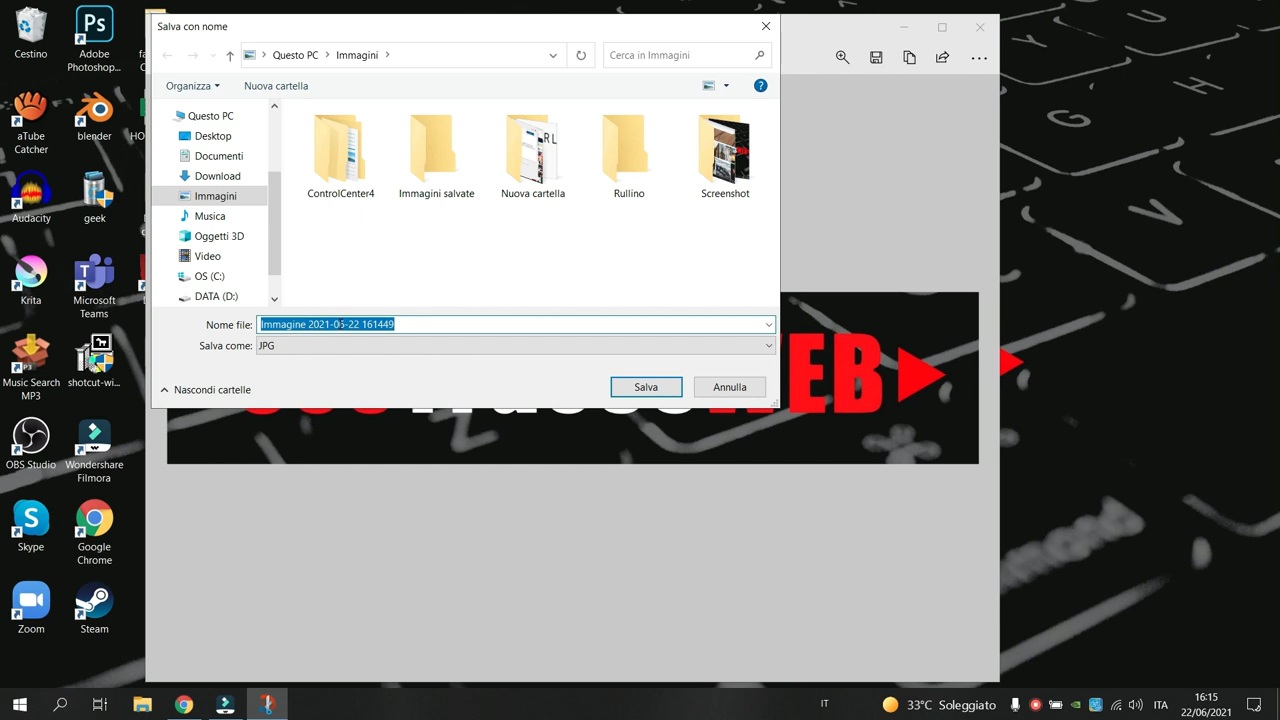 Salva con nome
Questo PC
Immagini
Cerca in Immagini
Organizza
Nuova cartella
Questo PC
Desktop
Documenti
Download
Immagini
Musica
Oggetti 3D
Video
OS (C:)
DATA (D:)
ControlCenter4
Immagini salvate
Nuova cartella
Rullino
Screenshot
Nome file:
Immagine 2021-06-22 161449
Salva come:
JPG
Nascondi cartelle
Salva
Annulla
Cestino
Adobe
Photoshop...
aTube
Catcher
blender
Audacity
geek
Krita
Microsoft
Teams
Music Search
MP3
shotcut-wi...
OBS Studio
Wondershare
Filmora
Skype
Google
Chrome
Zoom
Steam
IT
33°C Soleggiato
ITA
16:15
22/06/2021